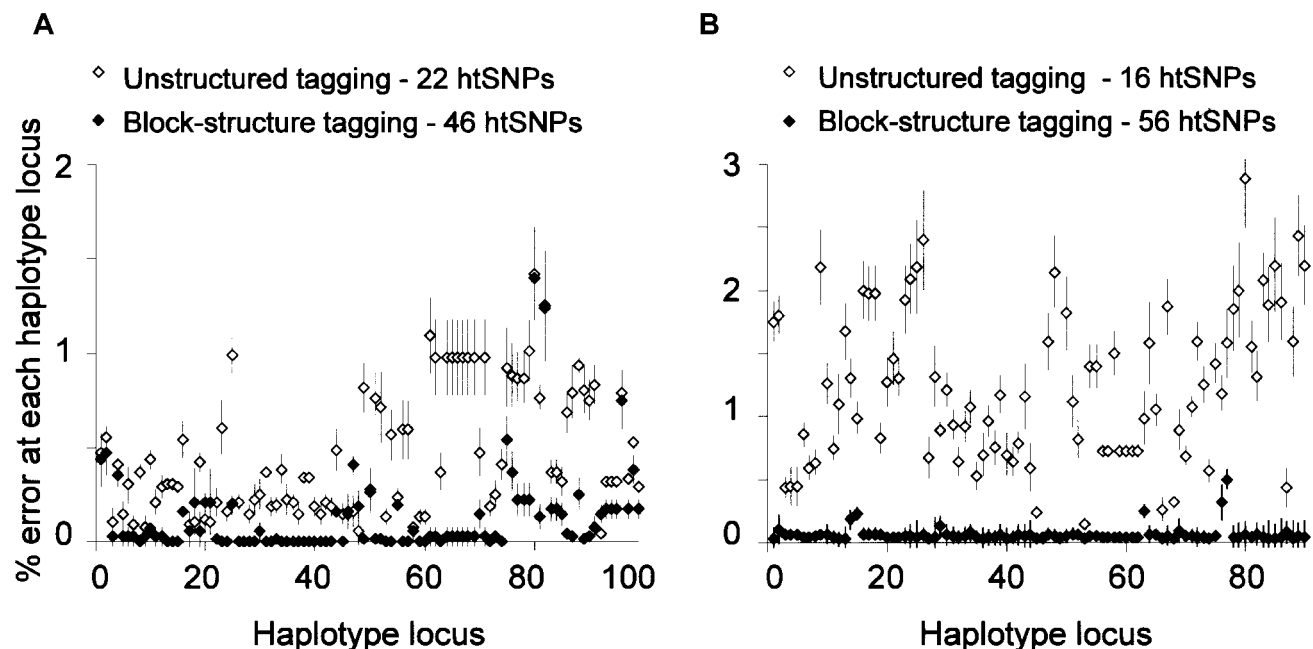 A
Unstructured tagging - 22 htSNPs
Block-structure tagging - 46 htSNPs
% error at each haplotype locus
2
1
0
0 20 40 60 80 100
Haplotype locus
B
Unstructured tagging - 16 htSNPs
Block-structure tagging - 56 htSNPs
3
2
1
0
0 20 40 60 80
Haplotype locus